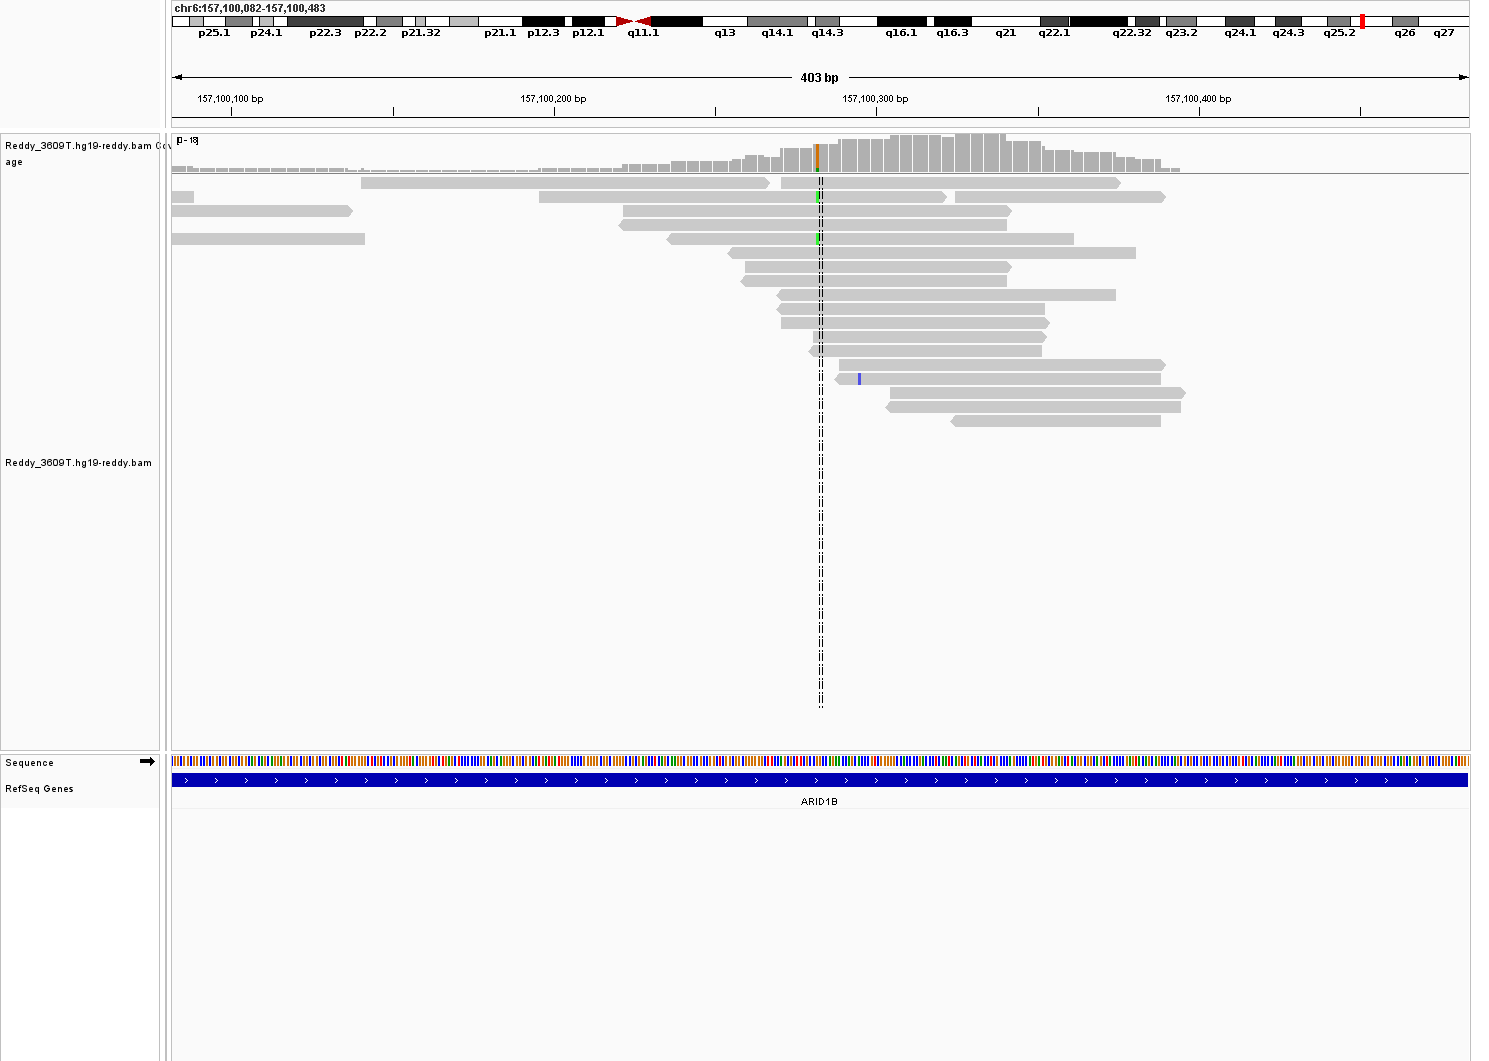 chr6:157,100,082-157,100,483
p25.1 p24.1 p22.3 p22.2 p21.32 p21.1 p12.3 p12.1 q11.1 q13 q14.1 q14.3 q16.1 q16.3 q21 q22.1 q22.32 q23.2 q24.1 q24.3 q25.2 q26 q27
403 bp
157,100,100 bp 157,100,200 bp 157,100,300 bp 157,100,400 bp
[0 - 18]
Reddy_3609T.hg19-reddy.bam Cov
age
Reddy_3609T.hg19-reddy.bam
Sequence
RefSeq Genes
ARID1B